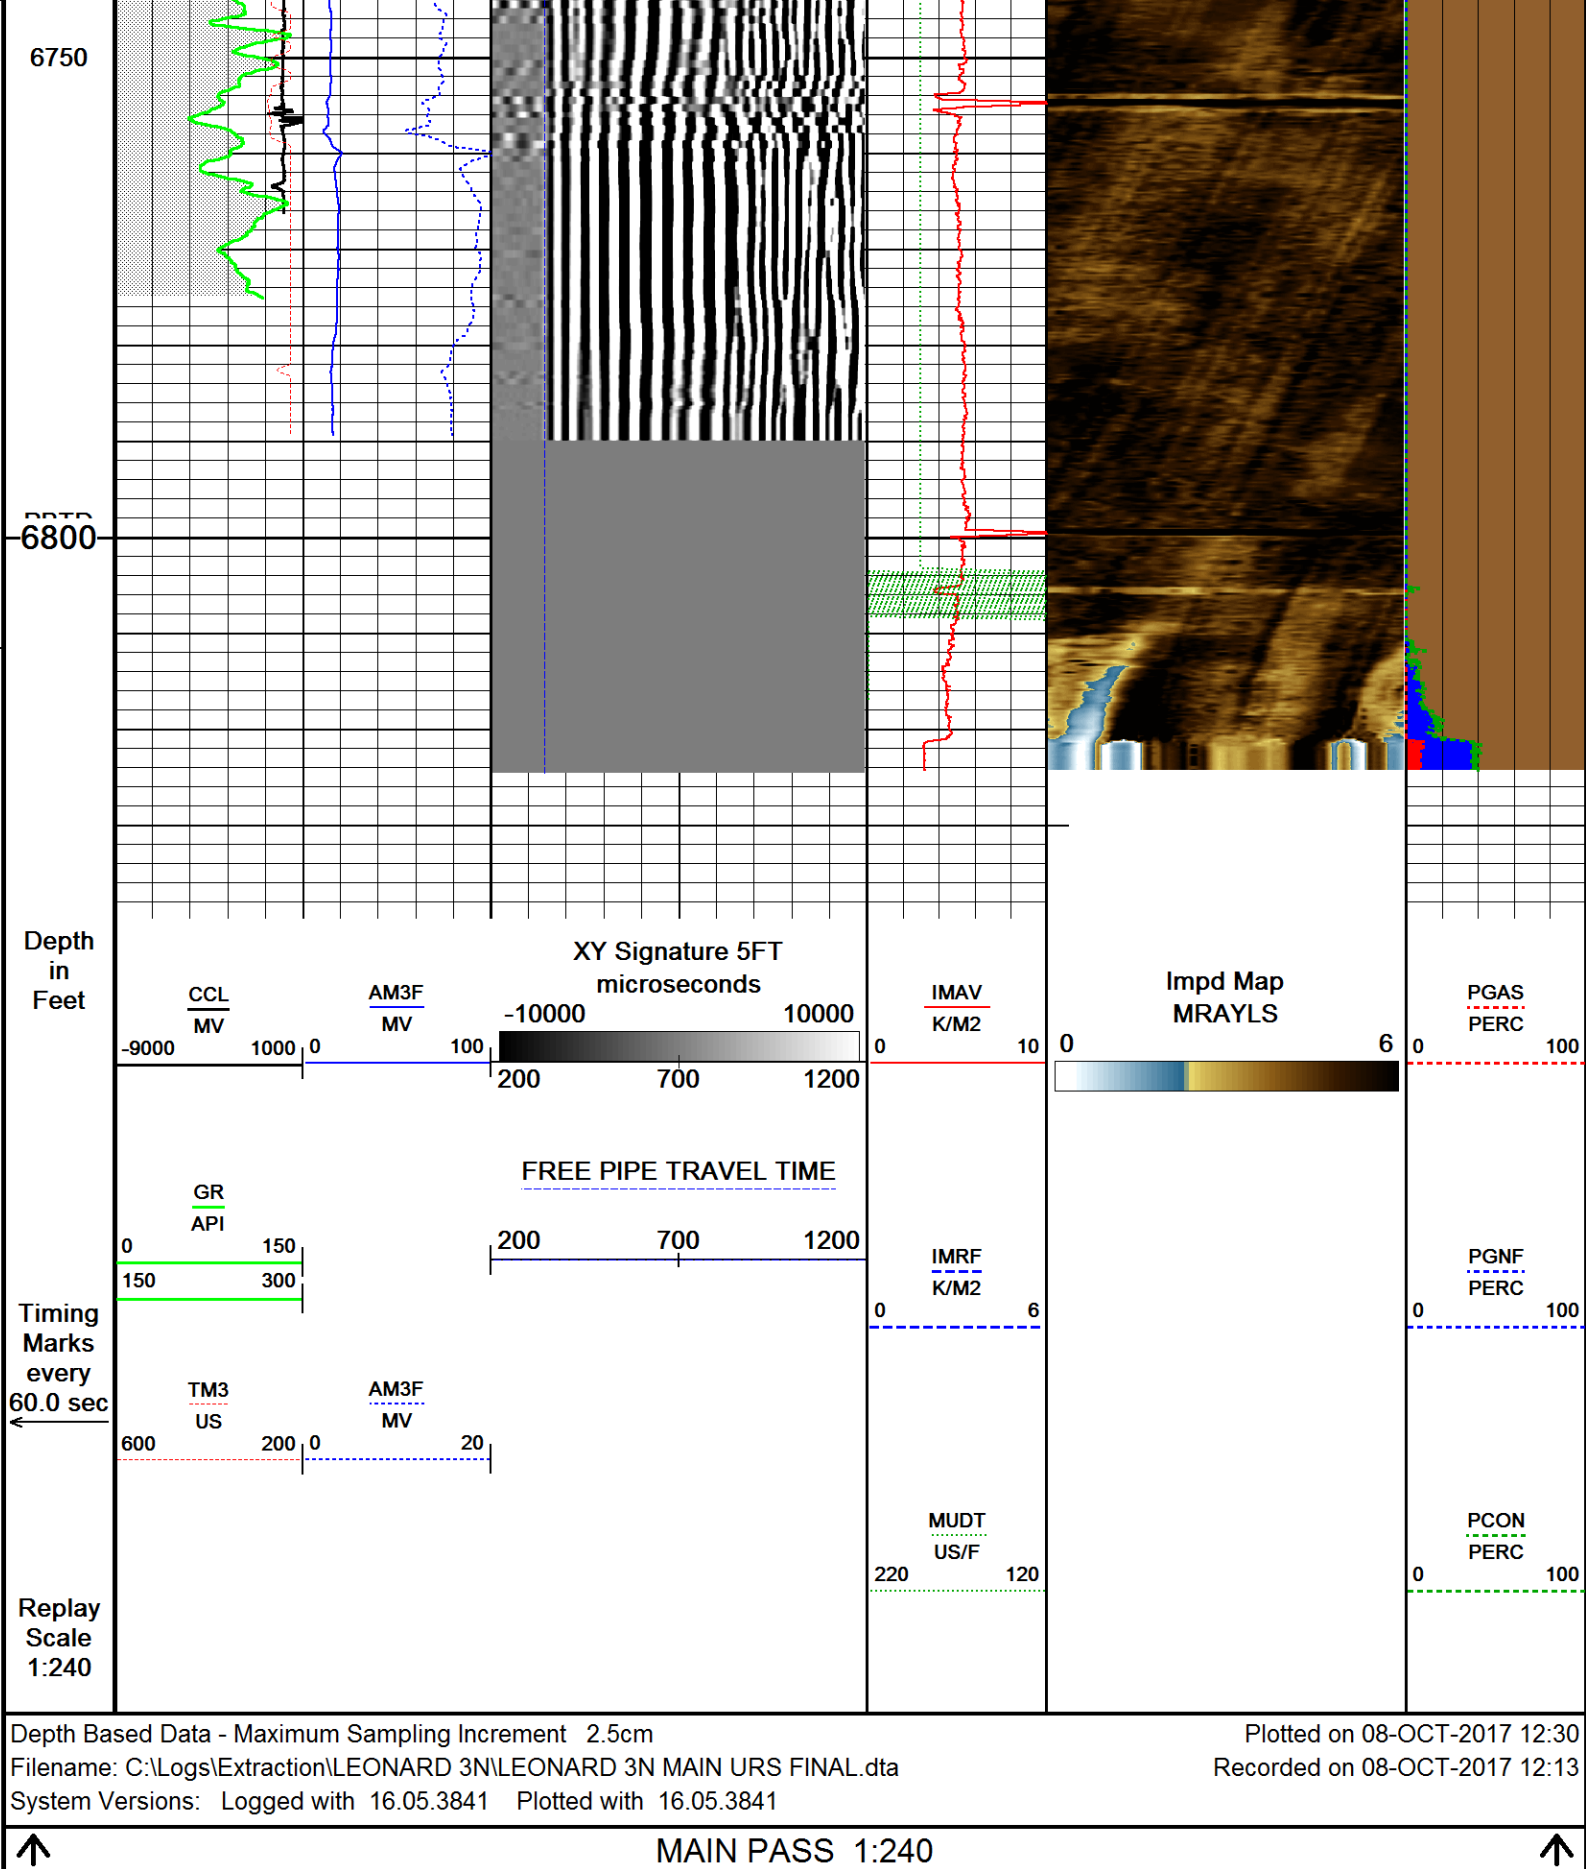 6750
6800
Depth
in
Feet
CCL
MV
-9000 1000
AM3F
MV
0 100
XY Signature 5FT
microseconds
-10000 10000
200 700 1200
IMAV
K/M2
0 10
Impd Map
MRAYLS
0 6
PGAS
PERC
0 100
FREE PIPE TRAVEL TIME
200 700 1200
GR
API
0 150
150 300
IMRF
K/M2
0 6
PGNF
PERC
0 100
Timing
Marks
every
60.0 sec
TM3
US
600 200
AM3F
MV
0 20
MUDT
US/F
220 120
PCON
PERC
0 100
Replay
Scale
1:240
Depth Based Data - Maximum Sampling Increment 2.5cm
Plotted on 08-OCT-2017 12:30
Filename: C:\Logs\Extraction\LEONARD 3N\LEONARD 3N MAIN URS FINAL.dta
Recorded on 08-OCT-2017 12:13
System Versions: Logged with 16.05.3841 Plotted with 16.05.3841
MAIN PASS 1:240